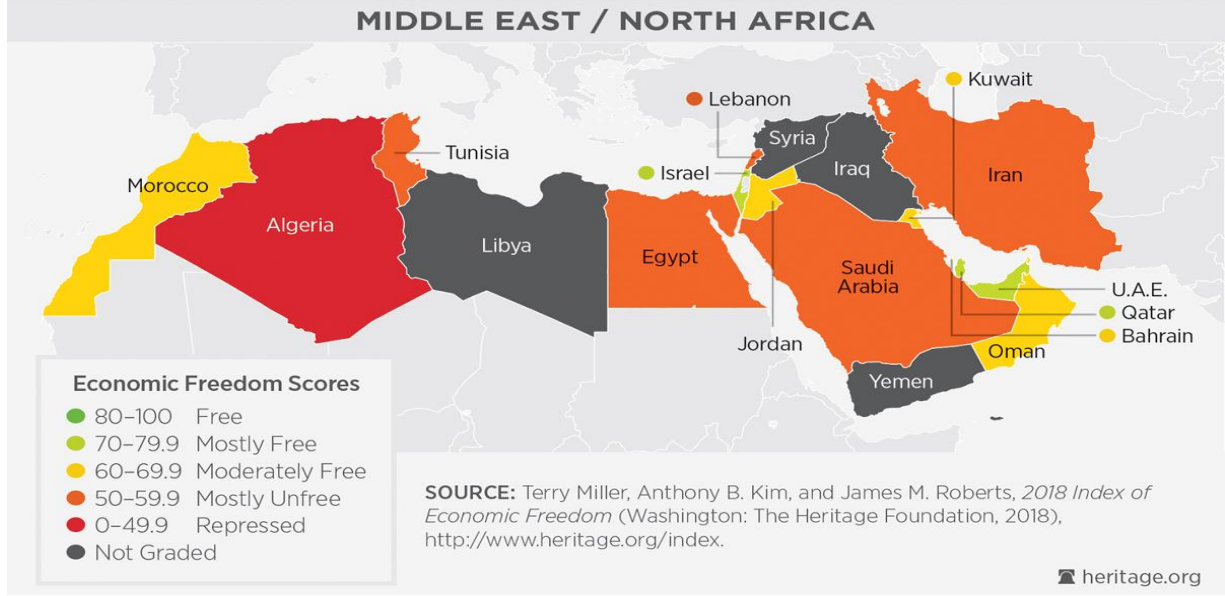 MIDDLE EAST / NORTH AFRICA
Kuwait
Lebanon
Syria
Tunisia
Israel
Iraq
Iran
Morocco
Algeria
Libya
Egypt
Saudi
Arabia
U.A.E.
Qatar
Bahrain
Jordan
Oman
Yemen
Economic Freedom Scores
80–100 Free
70–79.9 Mostly Free
60–69.9 Moderately Free
50–59.9 Mostly Unfree
0–49.9 Repressed
Not Graded
SOURCE: Terry Miller, Anthony B. Kim, and James M. Roberts, 2018 Index of
Economic Freedom (Washington: The Heritage Foundation, 2018),
http://www.heritage.org/index.
heritage.org